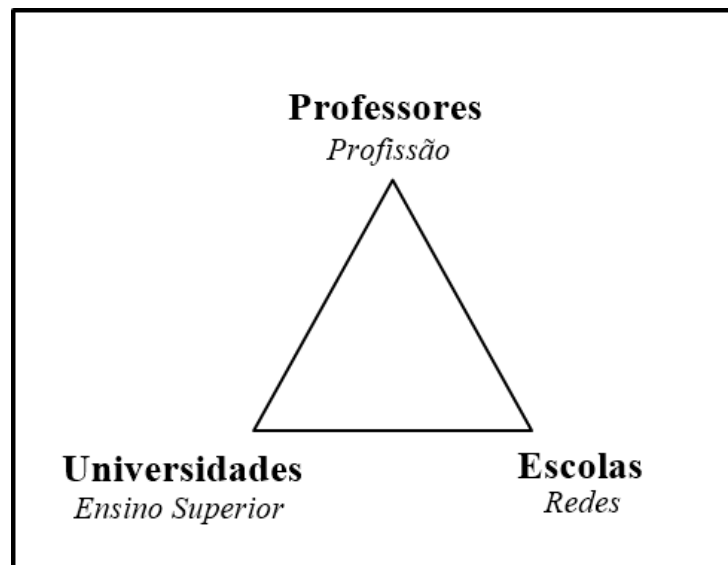 Professores
Profissão
Universidades
Ensino Superior
Escolas
Redes